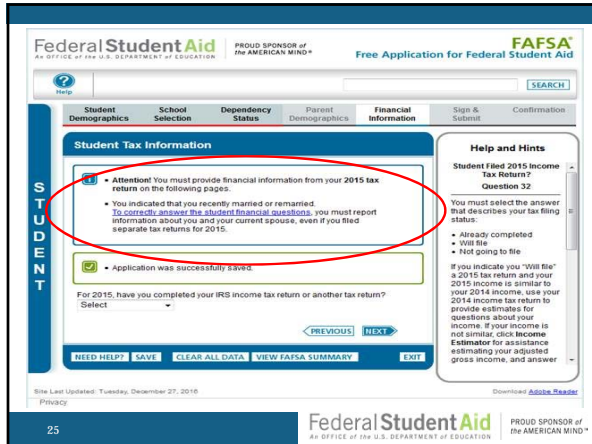 Federal Student Aid
An OFFICE of the U.S. DEPARTMENT of EDUCATION
PROUD SPONSOR of
the AMERICAN MIND®
FAFSA®
Free Application for Federal Student Aid
?
Help
SEARCH
Student
Demographics
School
Selection
Dependency
Status
Parent
Demographics
Financial
Information
Sign &
Submit
Confirmation
STUDENT
Student Tax Information
• Attention! You must provide financial information from your 2015 tax
return on the following pages.
• You indicated that you recently married or
remarried.
To correctly answer the student financial questions, you must report
information about you and your current spouse, even if you filed
separate tax returns for 2015.
• Application was successfully saved.
For 2015, have you completed your IRS income tax return or another tax return?
Select
PREVIOUS
NEXT
NEED HELP?
SAVE
CLEAR ALL DATA
VIEW FAFSA SUMMARY
EXIT
Help and Hints
Student Filed 2015 Income
Tax Return?
Question 32
You must select the answer
that describes your tax filing
status:
• Already completed
• Will file
• Not going to file
If you indicate you "Will file"
a 2015 tax return and your
2015 income is similar to
your 2014 income, use your
2014 income tax return to
provide estimates for
questions about your
income. If your income is
not similar, click Income
Estimator for assistance
estimating your adjusted
gross income, and answer
Site Last Updated: Tuesday, December 27, 2016
Download Adobe Reader
Privacy
25
Federal Student Aid
An OFFICE of the U.S. DEPARTMENT of EDUCATION
PROUD SPONSOR of
the AMERICAN MIND®